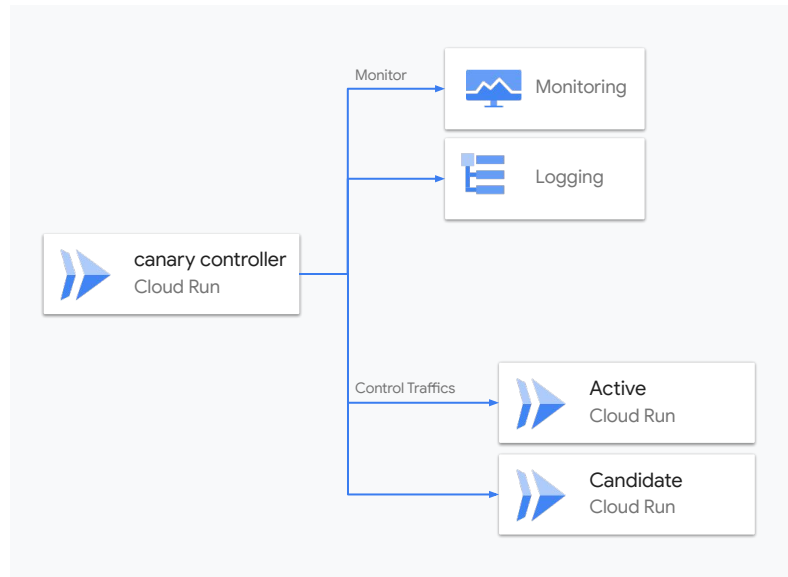 Monitor
Monitoring
Logging
canary controller
Cloud Run
Control Traffics
Active
Cloud Run
Candidate
Cloud Run